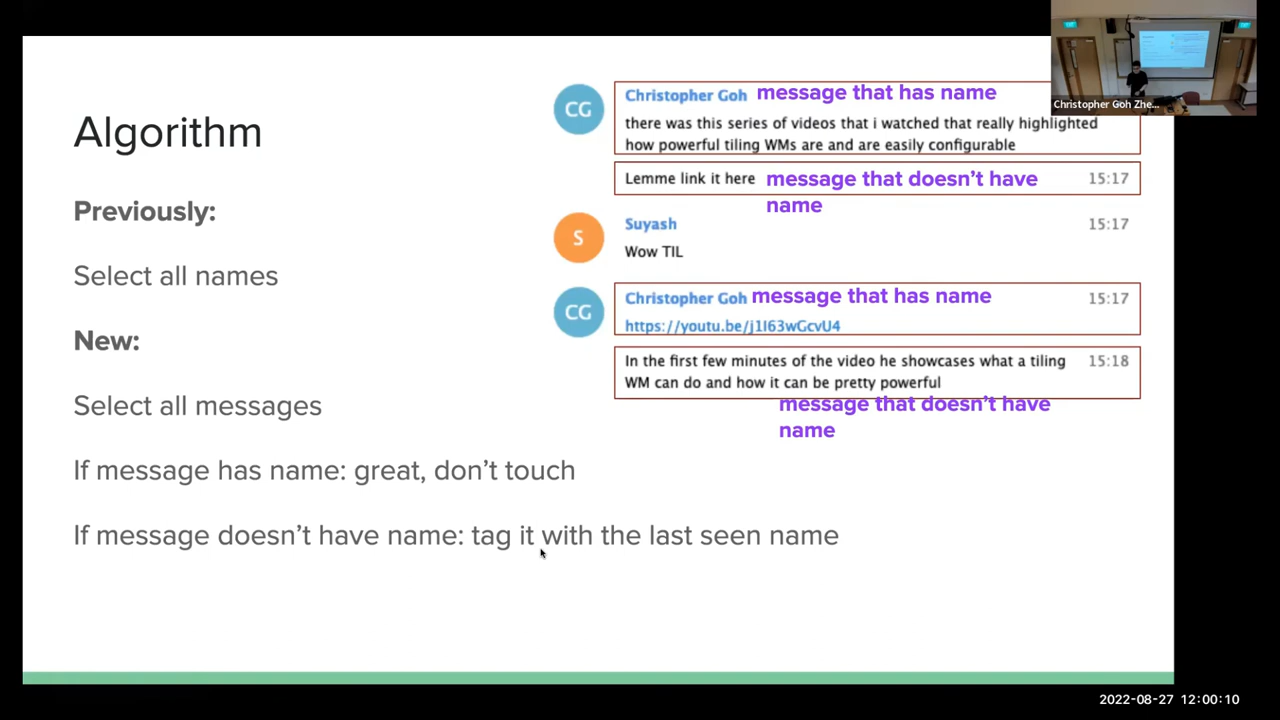 Algorithm
Previously:
Select all names
New:
Select all messages
If message has name: great, don't touch
If message doesn't have name: tag it with the last seen name
CG
Christopher Goh message that has name
there was this series of videos that i watched that really highlighted
how powerful tiling WMs are and are easily configurable
Lemme link it here message that doesn't have 15:17
name
S
Suyash 15:17
Wow TIL
CG
Christopher Goh message that has name 15:17
https://youtu.be/j1I63wGcvU4
In the first few minutes of the video he showcases what a tiling 15:18
WM can do and how it can be pretty powerful
message that doesn't have
name
Christopher Goh Zhe...
2022-08-27 12:00:10